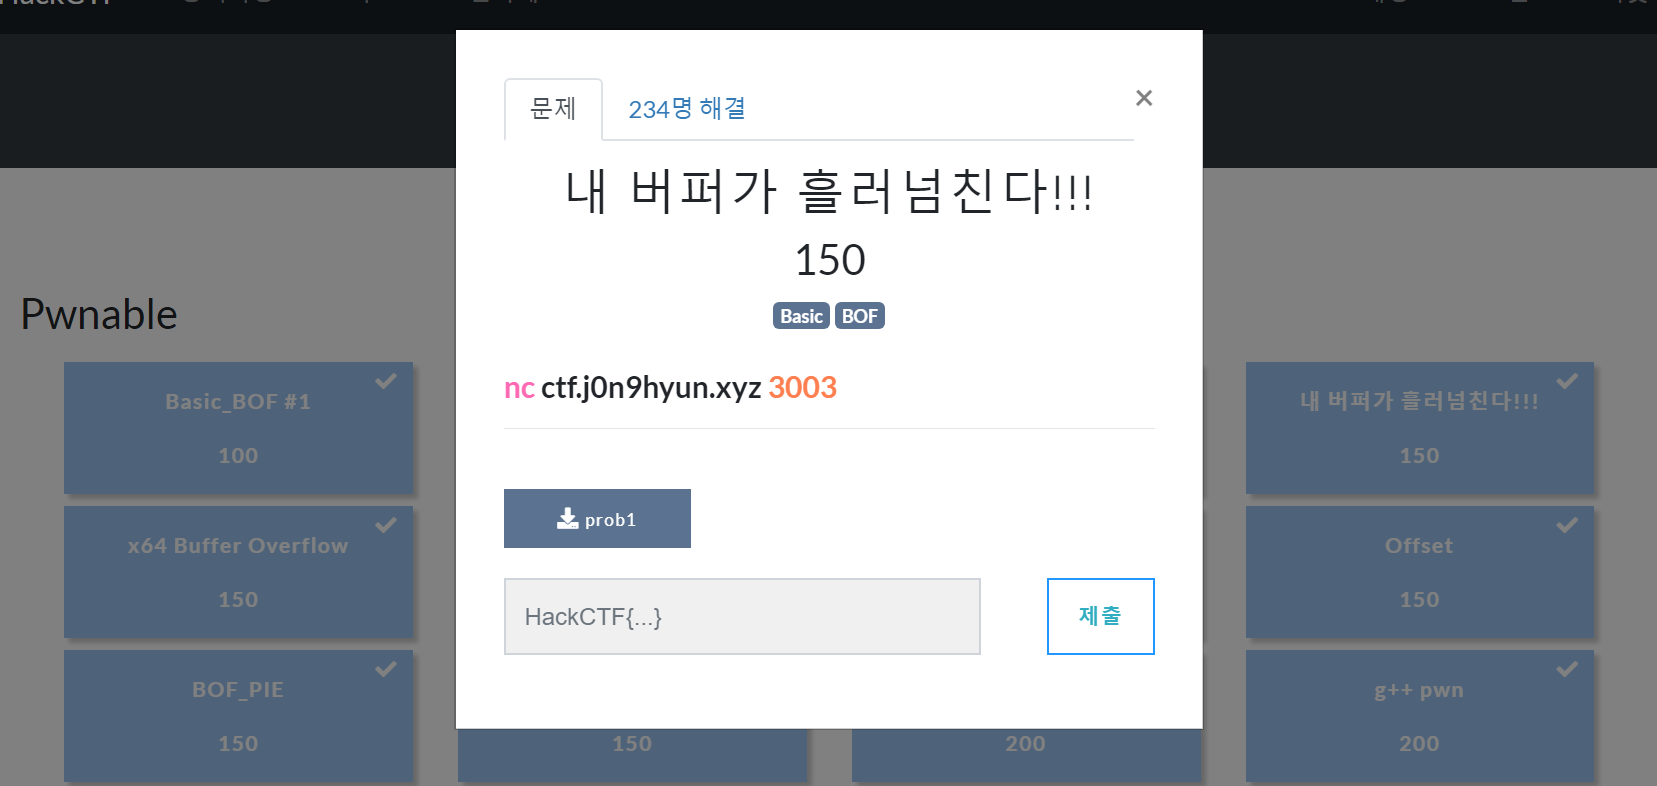 문제
234명 해결
×
내 버퍼가 흘러넘친다!!!
150
Basic BOF
nc ctf.j0n9hyun.xyz 3003
prob1
HackCTF{...}
제출
Pwnable
Basic_BOF #1
100
내 버퍼가 흘러넘친다!!!
150
x64 Buffer Overflow
150
Offset
150
BOF_PIE
150
150
200
g++ pwn
200